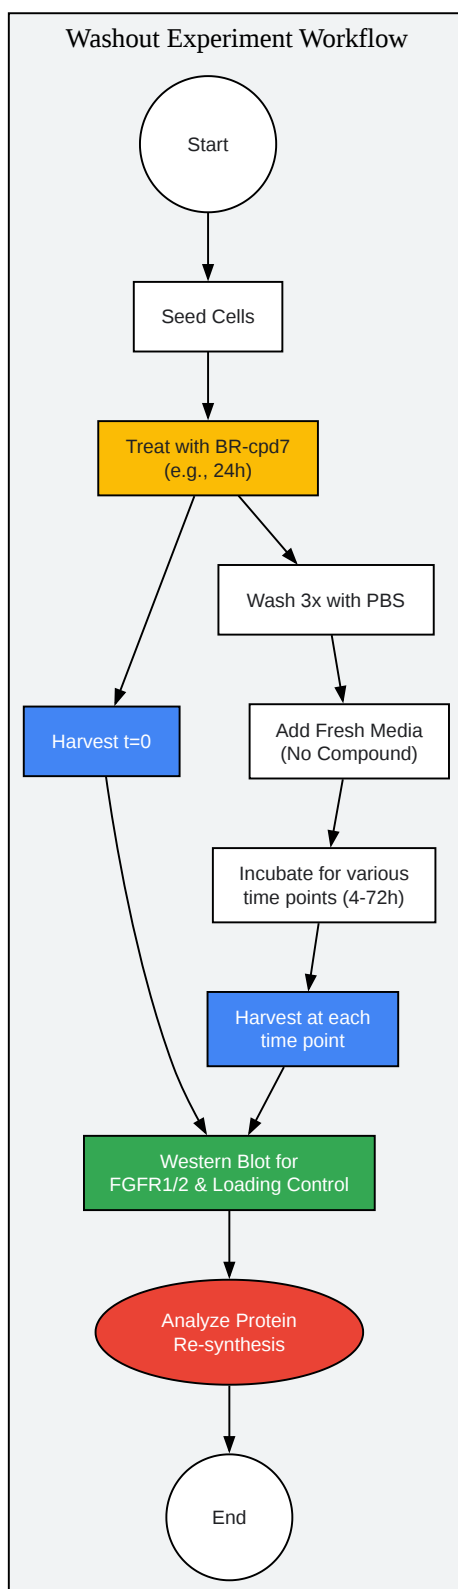 Washout Experiment Workflow
Start
Seed Cells
Treat with BR-cpd7
(e.g., 24h)
Wash 3x with PBS
Harvest t=0
Add Fresh Media
(No Compound)
Incubate for various
time points (4-72h)
Harvest at each
time point
Western Blot for
FGFR1/2 & Loading Control
Analyze Protein
Re-synthesis
End